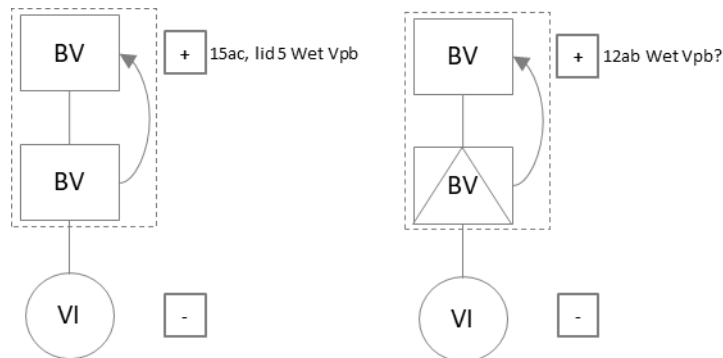 BV
+
15ac, lid 5 Wet Vpb
BV
VI
-
BV
+
12ab Wet Vpb?
BV
VI
-